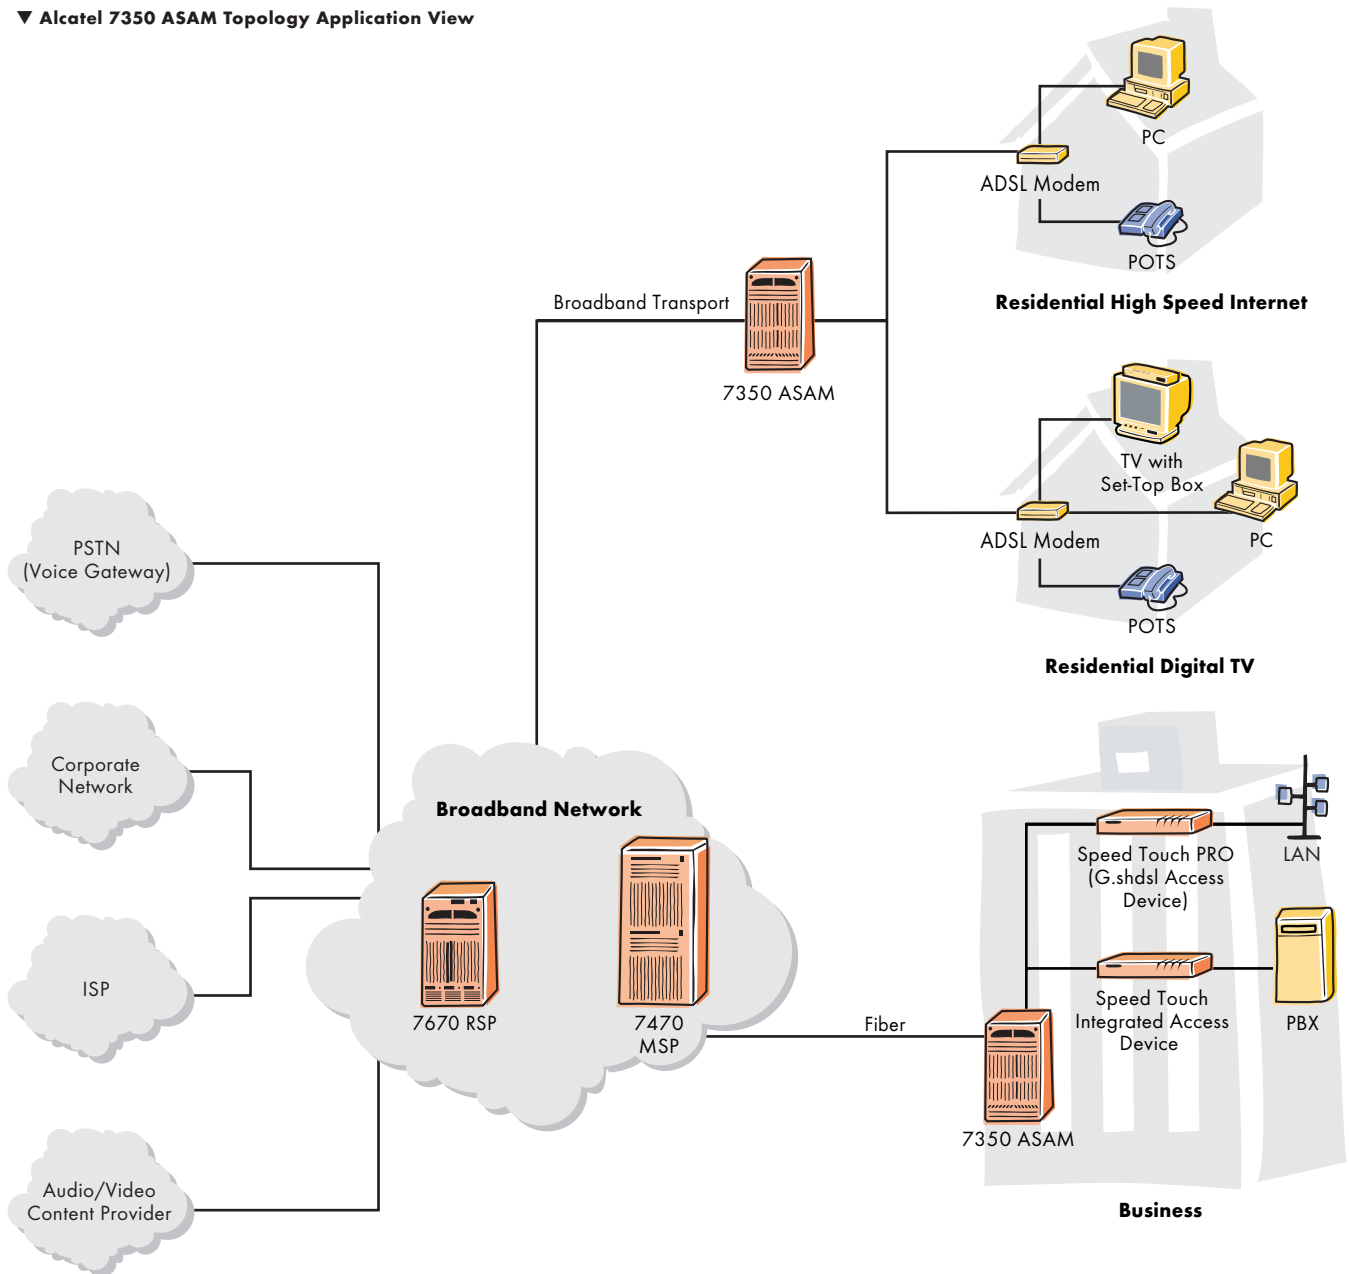 ▼ Alcatel 7350 ASAM Topology Application View
PC
ADSL Modem
POTS
Residential High Speed Internet
Broadband Transport
7350 ASAM
TV with
Set-Top Box
PC
ADSL Modem
POTS
Residential Digital TV
PSTN
(Voice Gateway)
Corporate
Network
ISP
Audio/Video
Content Provider
Broadband Network
7670 RSP
7470
MSP
Fiber
7350 ASAM
Speed Touch PRO
(G.shdsl Access
Device)
LAN
Speed Touch
Integrated Access
Device
PBX
Business